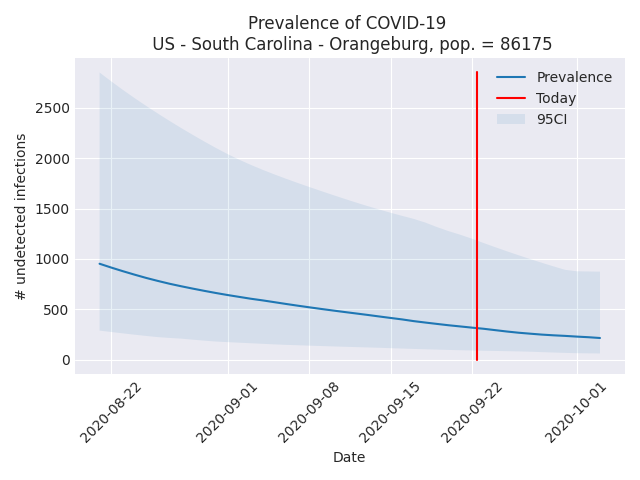 Prevalence of COVID-19
US - South Carolina - Orangeburg, pop. = 86175
Prevalence
Today
95CI
# undetected infections
2500
2000
1500
1000
500
0
2020-08-22
2020-09-01
2020-09-08
2020-09-15
2020-09-22
2020-10-01
Date